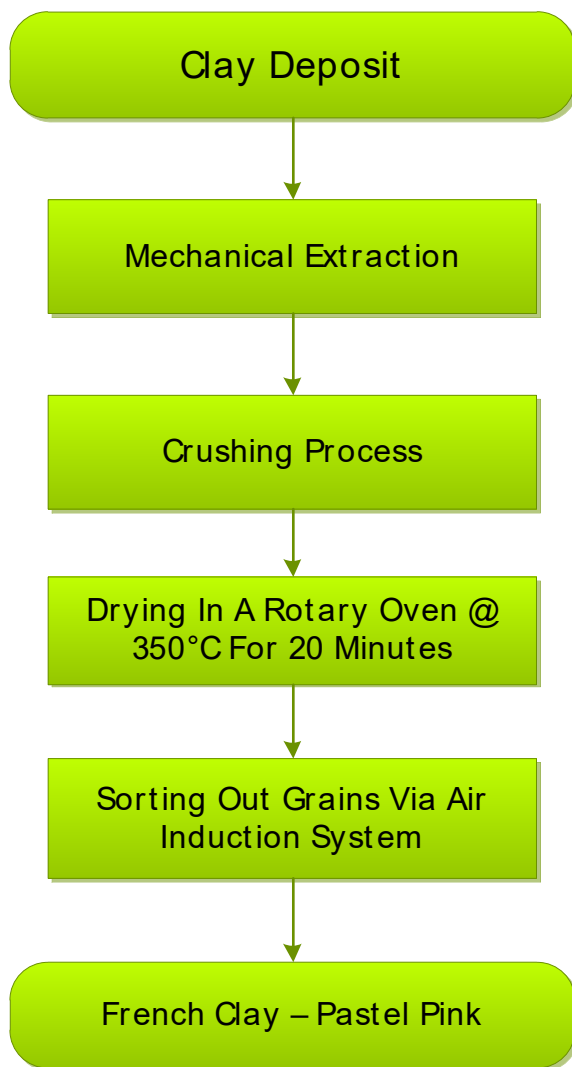 Clay Deposit
Mechanical Extraction
Crushing Process
Drying In A Rotary Oven @
350°C For 20 Minutes
Sorting Out Grains Via Air
Induction System
French Clay – Pastel Pink